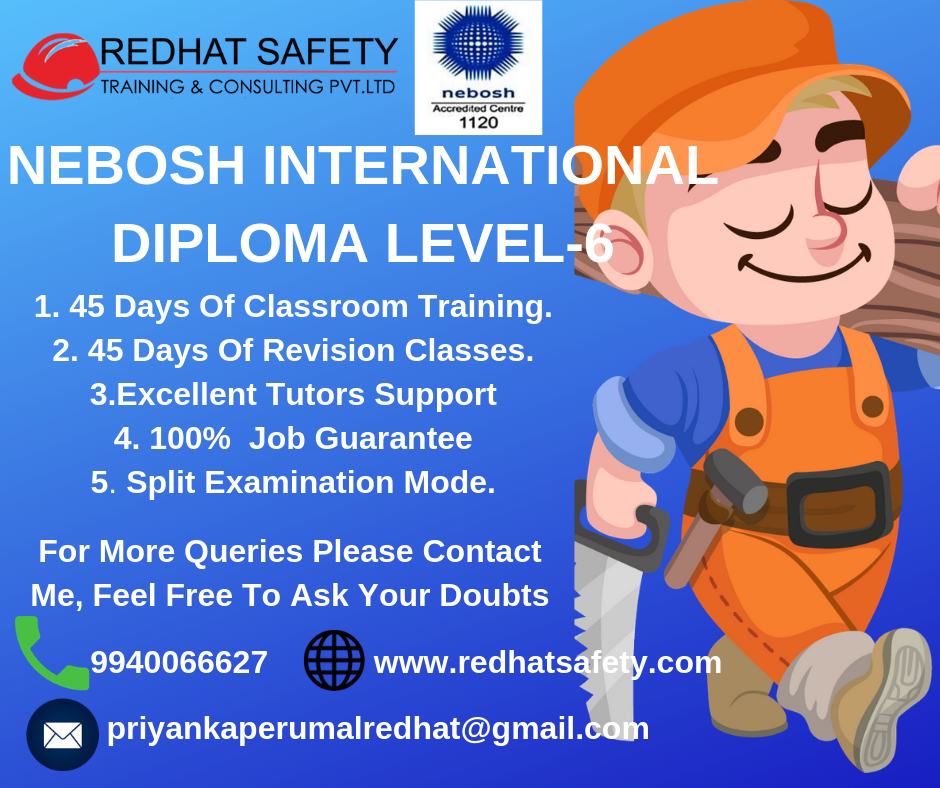 REDHAT SAFETY
TRAINING & CONSULTING PVT.LTD
nebosh
Accredited Centre
1120
NEBOSH INTERNATIONAL
DIPLOMA LEVEL-6
1. 45 Days Of Classroom Training.
2. 45 Days Of Revision Classes.
3.Excellent Tutors Support
4. 100%  Job Guarantee
5. Split Examination Mode.
For More Queries Please Contact
Me, Feel Free To Ask Your Doubts
9940066627
www.redhatsafety.com
priyankaperumalredhat@gmail.com